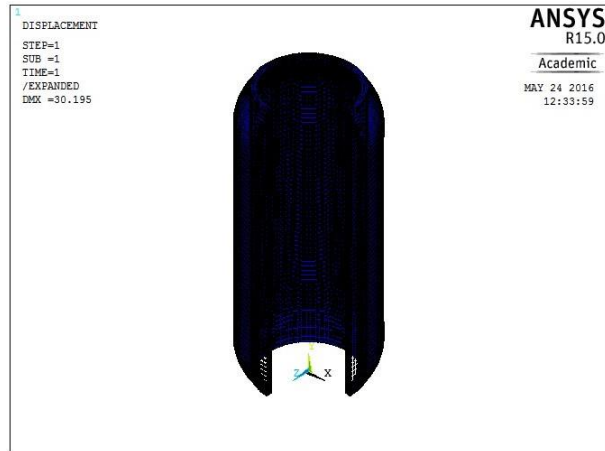 1
DISPLACEMENT
STEP=1
SUB =1
TIME=1
/EXPANDED
DMX =30.195
ANSYS
R15.0
Academic
MAY 24 2016
12:33:59
Y
Z
X